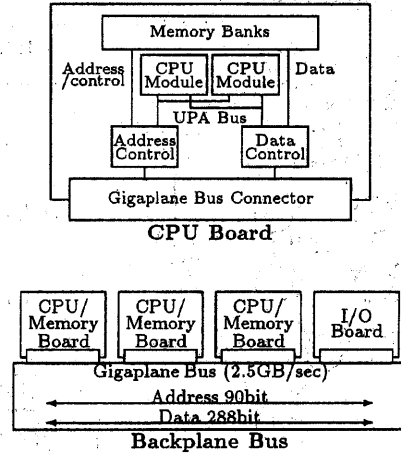 Memory Banks
Address
/control
CPU
Module
CPU
Module
Data
UPA Bus
Address
Control
Data
Control
Gigaplane Bus Connector
CPU Board
CPU/
Memory
Board
CPU/
Memory
Board
CPU/
Memory
Board
I/O
Board
Gigaplane Bus (2.5GB/sec)
Address 90bit
Data 288bit
Backplane Bus